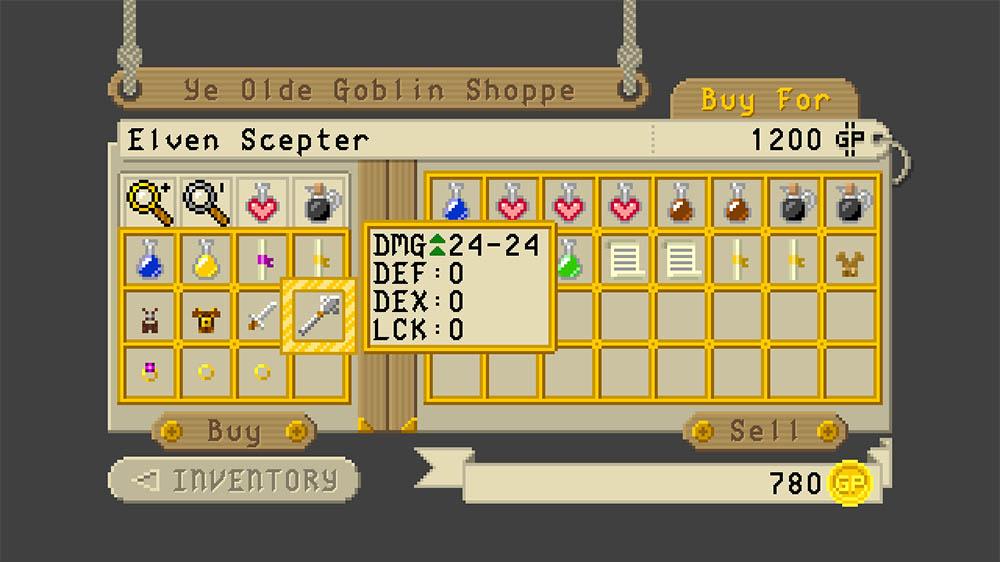 Ye Olde Goblin Shoppe
Buy For
Elven Scepter
1200 GP
DMG 24-24
DEF:0
DEX:0
LCK:0
Buy
Sell
INVENTORY
780 GP